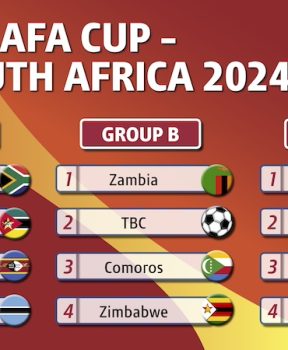 AFA CUP –
UTH AFRICA 2024
GROUP B
1 Zambia
2 TBC
3 Comoros
4 Zimbabwe
1
2
3
4